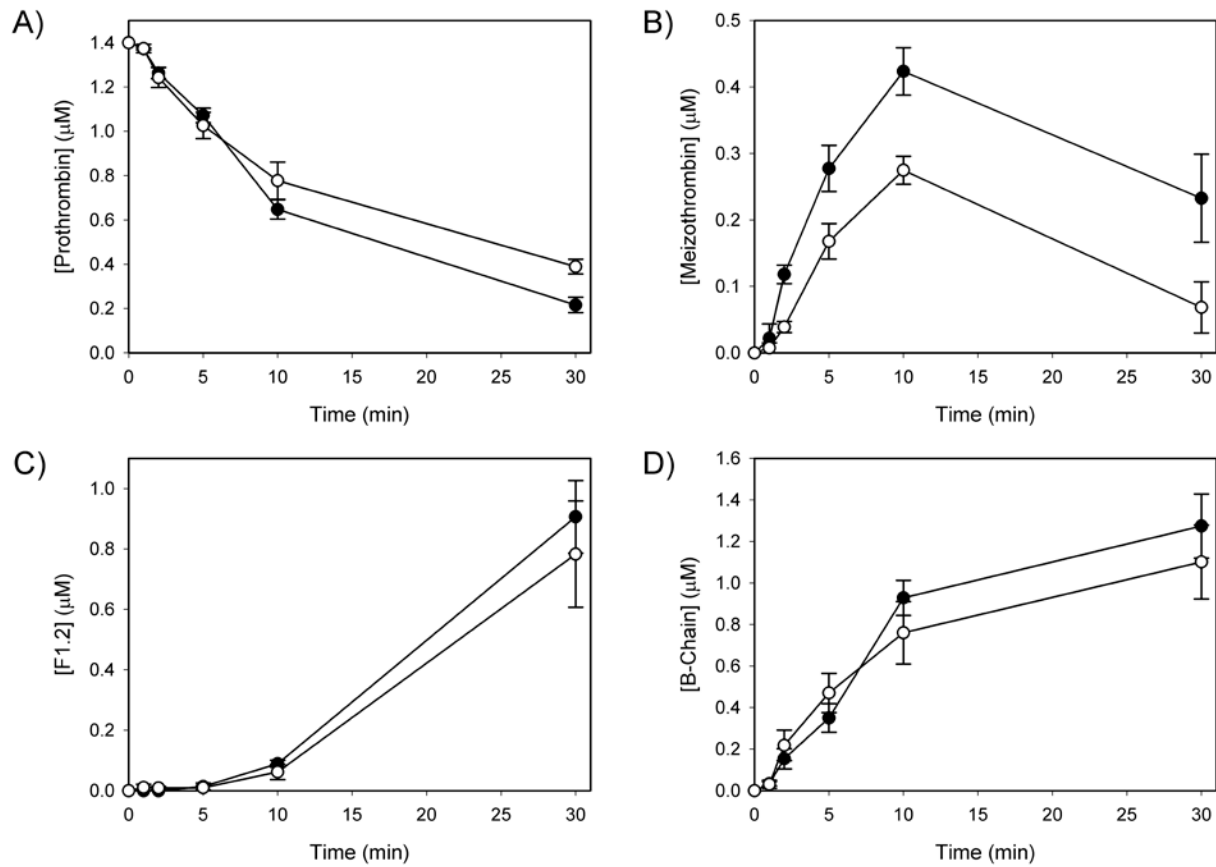 A)
[Prothrombin] (μM)
1.4
1.2
1.0
0.8
0.6
0.4
0.2
0.0
0 5 10 15 20 25 30
Time (min)
B)
[Meizothrombin] (μM)
0.5
0.4
0.3
0.2
0.1
0.0
0 5 10 15 20 25 30
Time (min)
C)
[F1.2] (μM)
1.0
0.8
0.6
0.4
0.2
0.0
0 5 10 15 20 25 30
Time (min)
D)
[B-Chain] (μM)
1.6
1.4
1.2
1.0
0.8
0.6
0.4
0.2
0.0
0 5 10 15 20 25 30
Time (min)